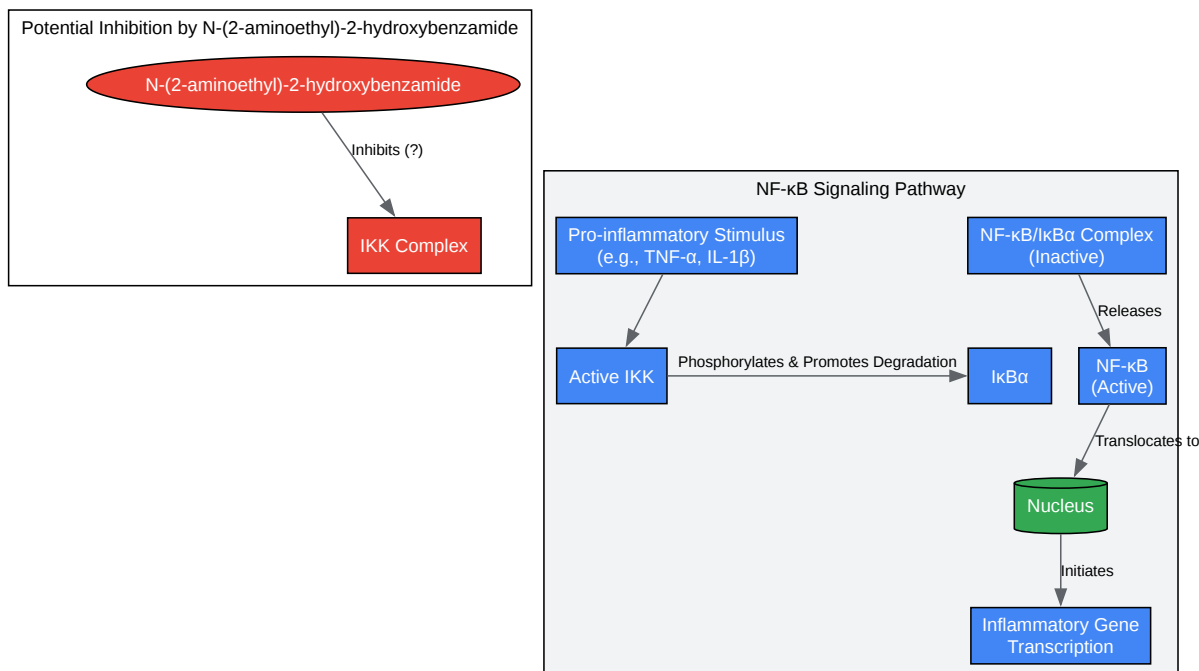 Potential Inhibition by N-(2-aminoethyl)-2-hydroxybenzamide
N-(2-aminoethyl)-2-hydroxybenzamide
Inhibits (?)
IKK Complex
NF-κB Signaling Pathway
Pro-inflammatory Stimulus
(e.g., TNF-α, IL-1β)
NF-κB/IκBα Complex
(Inactive)
Releases
Active IKK
Phosphorylates & Promotes Degradation
IκBα
NF-κB
(Active)
Translocates to
Nucleus
Initiates
Inflammatory Gene
Transcription